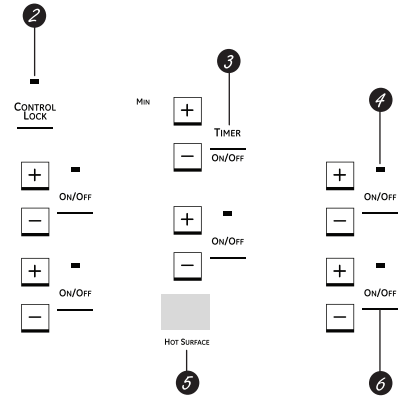 2
3
CONTROL
LOCK
MIN
+
TIMER
−
ON/OFF
4
+
ON/OFF
−
+
ON/OFF
−
+
ON/OFF
−
+
ON/OFF
−
+
ON/OFF
−
HOT SURFACE
5
6